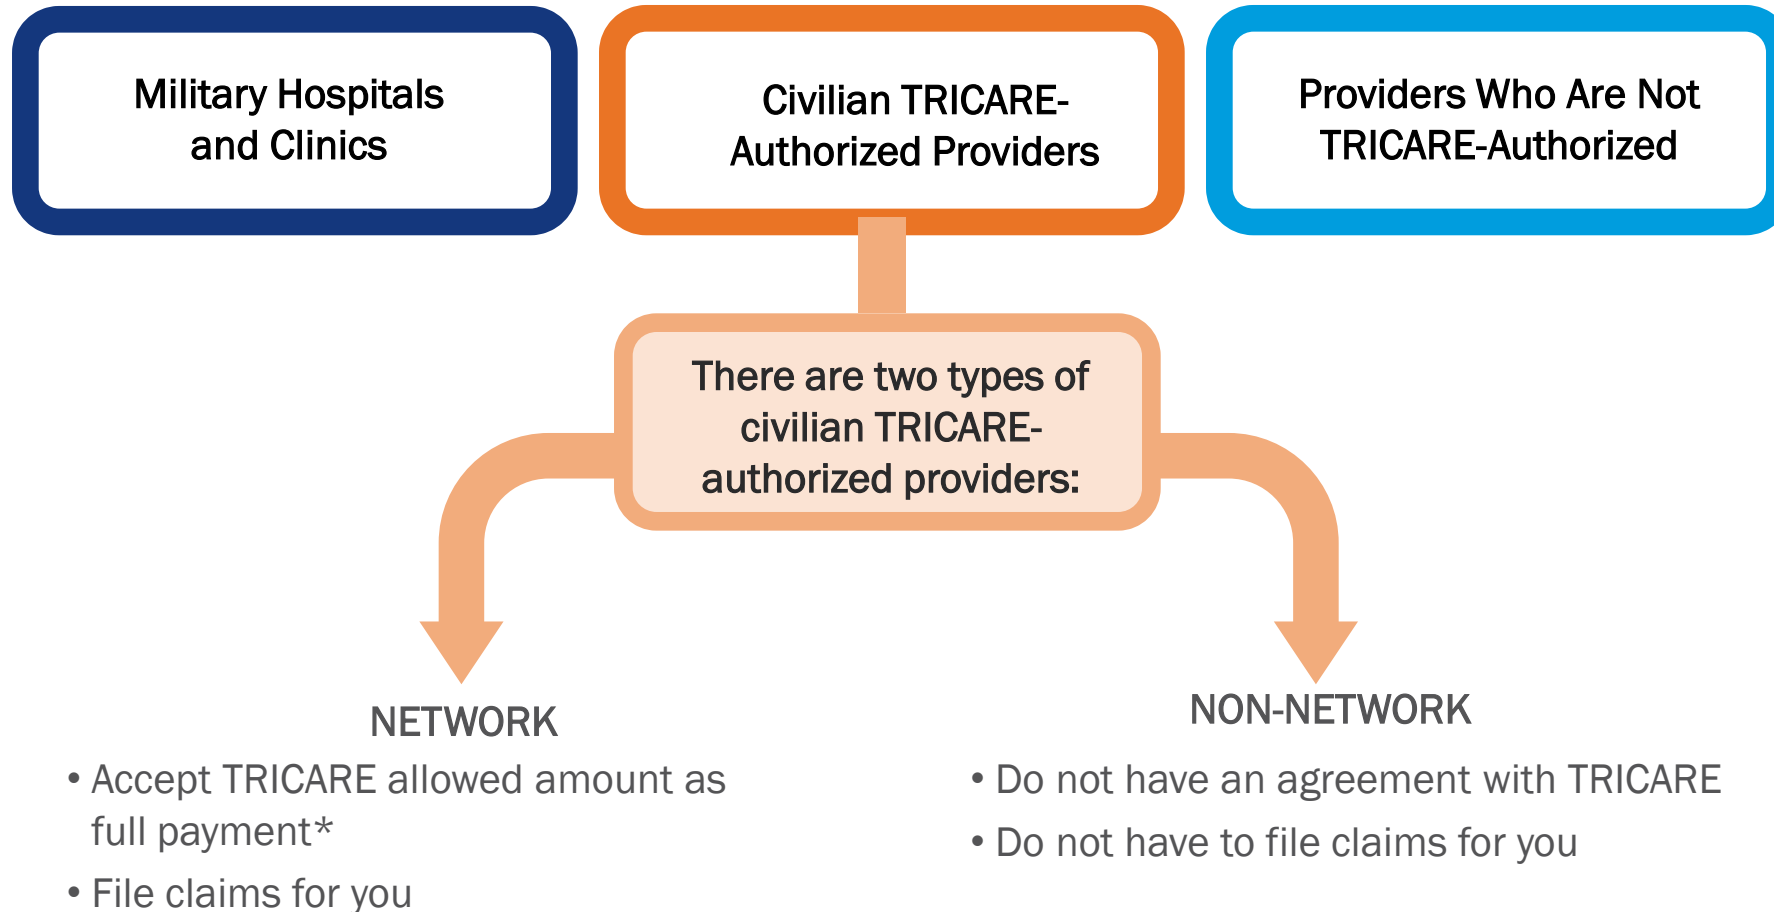 Military Hospitals
and Clinics
Civilian TRICARE-
Authorized Providers
Providers Who Are Not
TRICARE-Authorized
There are two types of
civilian TRICARE-
authorized providers:
NETWORK
• Accept TRICARE allowed amount as
full payment*
• File claims for you
NON-NETWORK
• Do not have an agreement with TRICARE
• Do not have to file claims for you